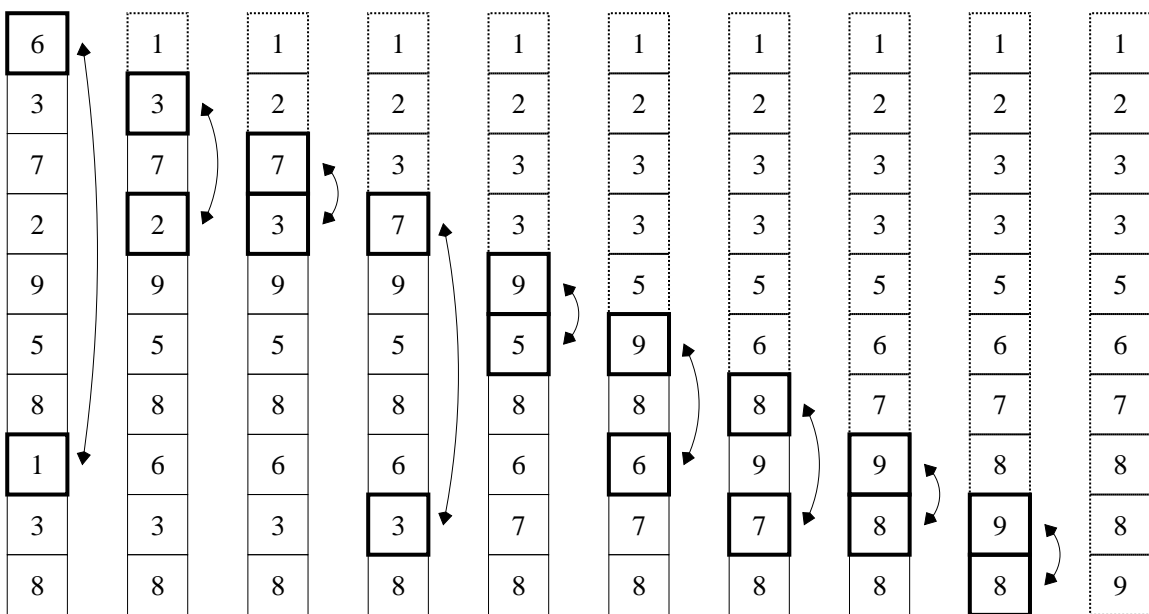 6 1 1 1 1 1 1 1 1 1
3 3 2 2 2 2 2 2 2 2
7 7 7 3 3 3 3 3 3 3
2 2 3 7 3 3 3 3 3 3
9 9 9 9 9 5 5 5 5 5
5 5 5 5 5 9 6 6 6 6
8 8 8 8 8 8 8 7 7 7
1 6 6 6 6 6 9 9 8 8
3 3 3 3 7 7 7 8 9 8
8 8 8 8 8 8 8 8 8 9